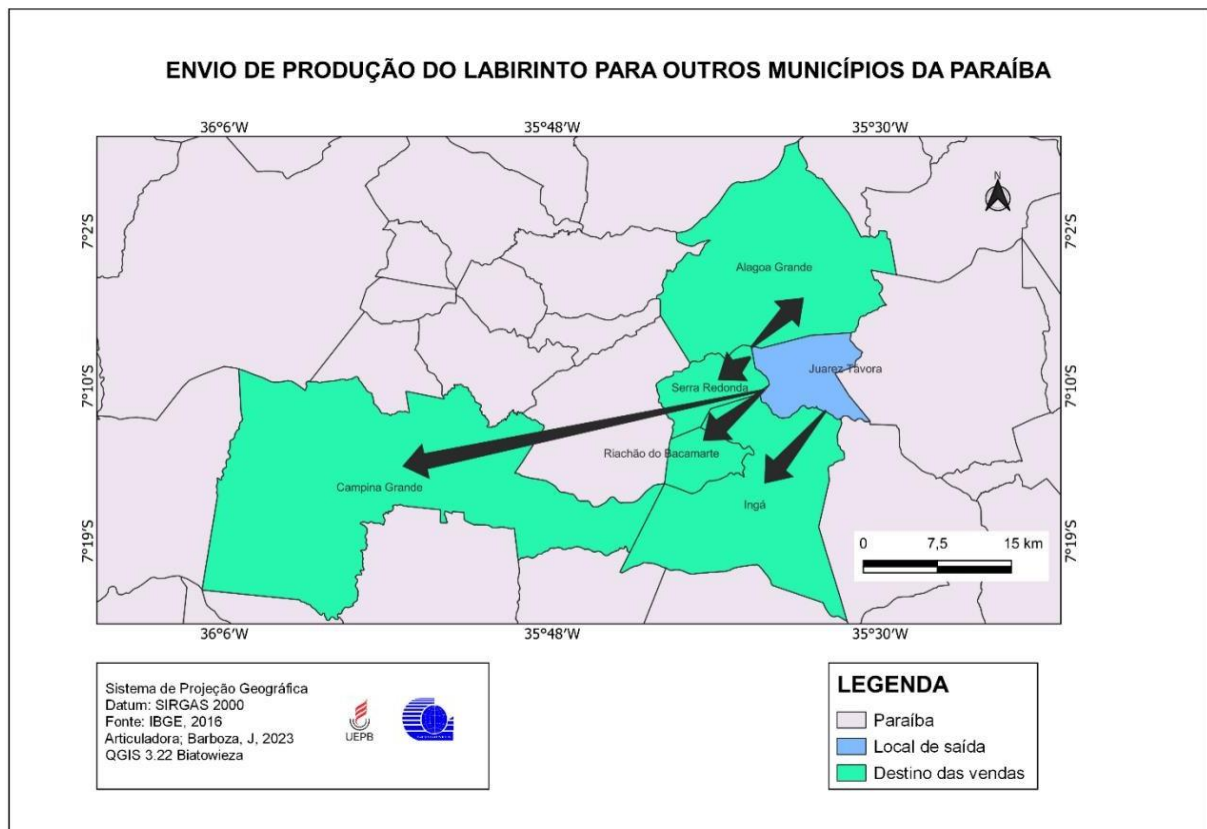 ENVIO DE PRODUÇÃO DO LABIRINTO PARA OUTROS MUNICÍPIOS DA PARAÍBA
36°6'W 35°48'W 35°30'W
N
7°2'S 7°2'S
Alagoa Grande
Juarez Távora
7°10'S 7°10'S
Serra Redonda
Riachão do Bacamarte
Campina Grande
Ingá
7°19'S 7°19'S
0 7,5 15 km
36°6'W 35°48'W 35°30'W
Sistema de Projeção Geográfica
Datum: SIRGAS 2000
Fonte: IBGE, 2016
Articuladora; Barboza, J, 2023
QGIS 3.22 Biatowieza
UEPB
LEGENDA
Paraíba
Local de saída
Destino das vendas